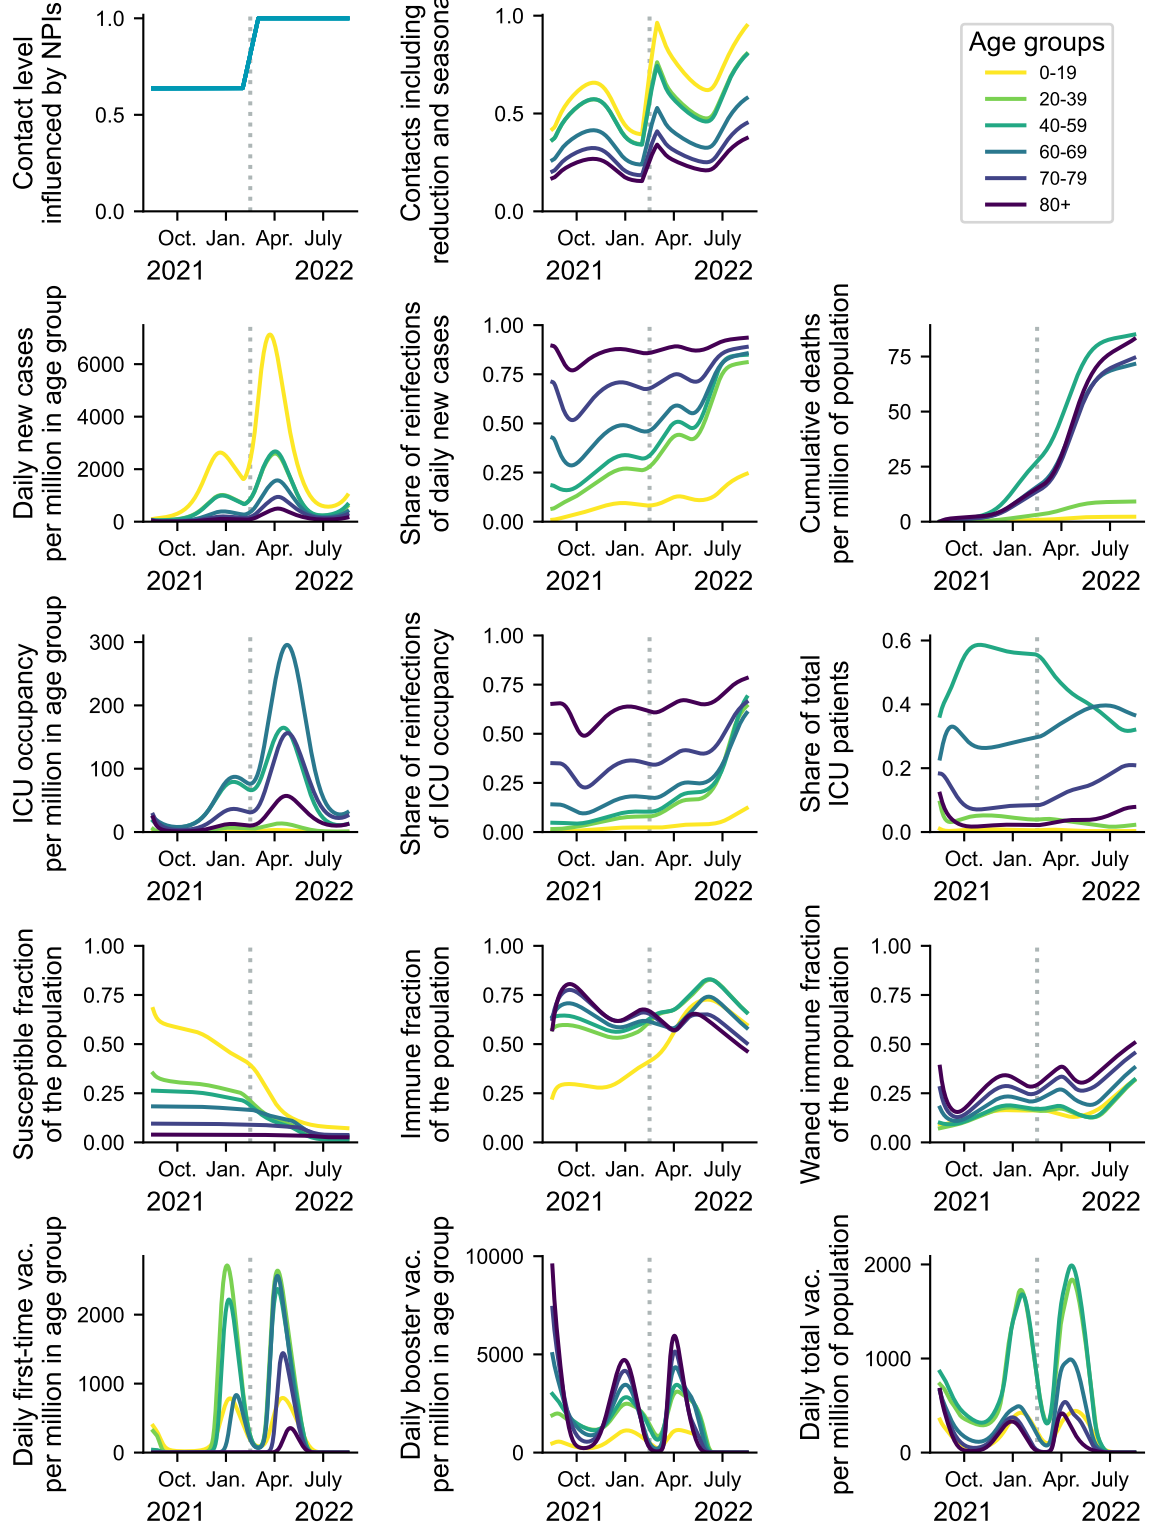 Contact level
influenced by NPIs
1.0
0.5
0.0
Oct. Jan. Apr. July
2021 2022
Contacts including
reduction and
1.0
0.5
0.0
Oct. Jan. Apr. July
2021 2022
Age groups
0-19
20-39
40-59
60-69
70-79
80+
Daily new cases
per million in age group
6000
4000
2000
0
Oct. Jan. Apr. July
2021 2022
Share of reinfections
of daily new cases
1.00
0.75
0.50
0.25
0.00
Oct. Jan. Apr. July
2021 2022
Cumulative deaths
per million of population
75
50
25
0
Oct. Jan. Apr. July
2021 2022
ICU occupancy
per million in age group
300
200
100
0
Oct. Jan. Apr. July
2021 2022
Share of reinfections
of ICU occupancy
1.00
0.75
0.50
0.25
0.00
Oct. Jan. Apr. July
2021 2022
Share of total
ICU patients
0.6
0.4
0.2
0.0
Oct. Jan. Apr. July
2021 2022
Susceptible fraction
of the population
1.00
0.75
0.50
0.25
0.00
Oct. Jan. Apr. July
2021 2022
Immune fraction
of the population
1.00
0.75
0.50
0.25
0.00
Oct. Jan. Apr. July
2021 2022
Waned immune fraction
of the population
1.00
0.75
0.50
0.25
0.00
Oct. Jan. Apr. July
2021 2022
Daily first-time vac.
per million in age group
2000
1000
0
Oct. Jan. Apr. July
2021 2022
Daily booster vac.
per million in age group
10000
5000
0
Oct. Jan. Apr. July
2021 2022
Daily total vac.
per million of population
2000
1000
0
Oct. Jan. Apr. July
2021 2022